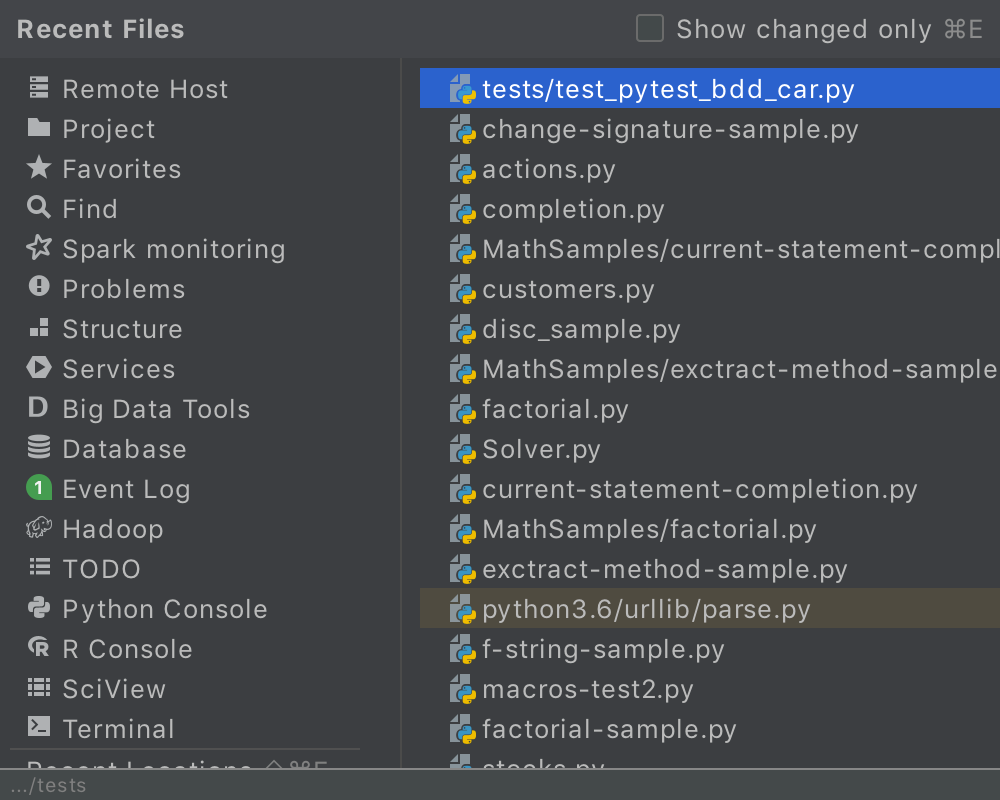 Recent Files
Show changed only ⌘E
Remote Host
Project
Favorites
Find
Spark monitoring
Problems
Structure
Services
D Big Data Tools
Database
1 Event Log
Hadoop
TODO
Python Console
R Console
SciView
Terminal
Recent Locations ⇧⌘E
tests/test_pytest_bdd_car.py
change-signature-sample.py
actions.py
completion.py
MathSamples/current-statement-compl
customers.py
disc_sample.py
MathSamples/exctract-method-sample
factorial.py
Solver.py
current-statement-completion.py
MathSamples/factorial.py
exctract-method-sample.py
python3.6/urllib/parse.py
f-string-sample.py
macros-test2.py
factorial-sample.py
stocks.py
.../tests